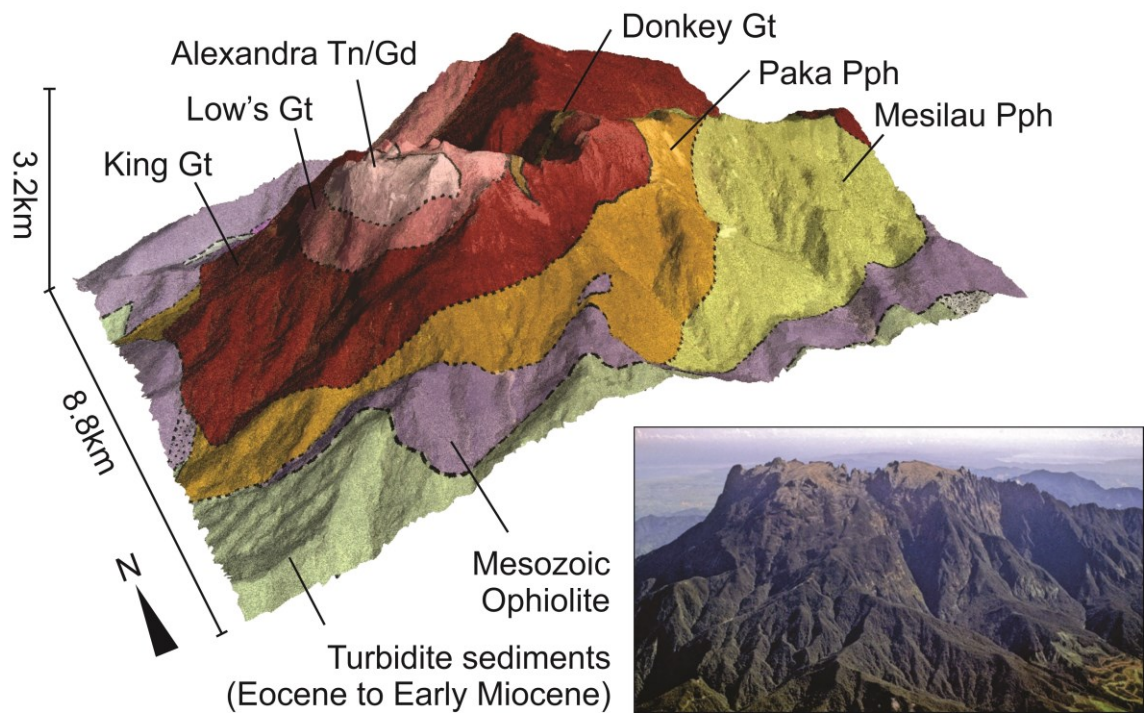 Donkey Gt
Alexandra Tn/Gd
Paka Pph
Low's Gt
Mesilau Pph
King Gt
3.2km
8.8km
N
Mesozoic
Ophiolite
Turbidite sediments
(Eocene to Early Miocene)